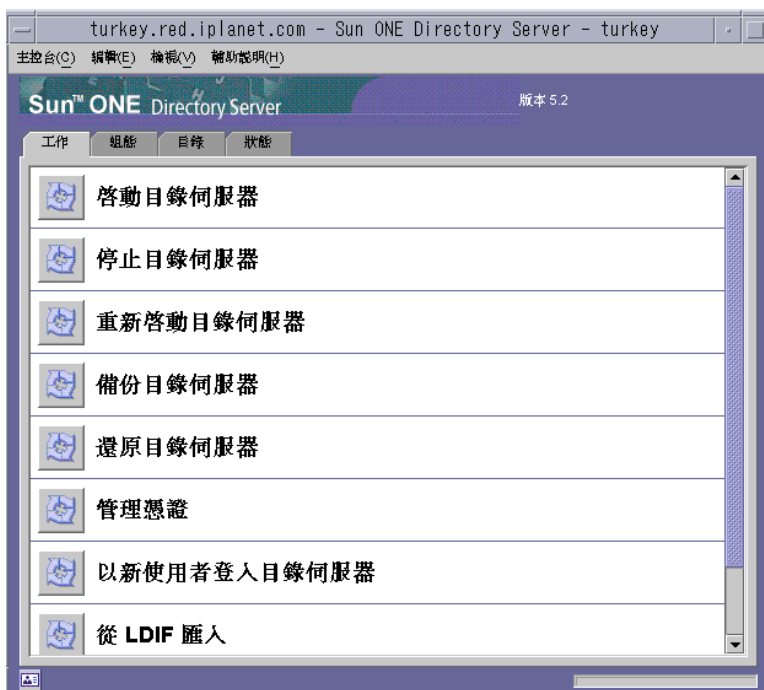 turkey.red.iplanet.com - Sun ONE Directory Server - turkey
主控台(C) 編輯(E) 檢視(V) 輔助說明(H)
Sun™ ONE Directory Server 版本 5.2
工作 組態 目錄 狀態
啓動目錄伺服器
停止目錄伺服器
重新啓動目錄伺服器
備份目錄伺服器
還原目錄伺服器
管理憑證
以新使用者登入目錄伺服器
從 LDIF 匯入